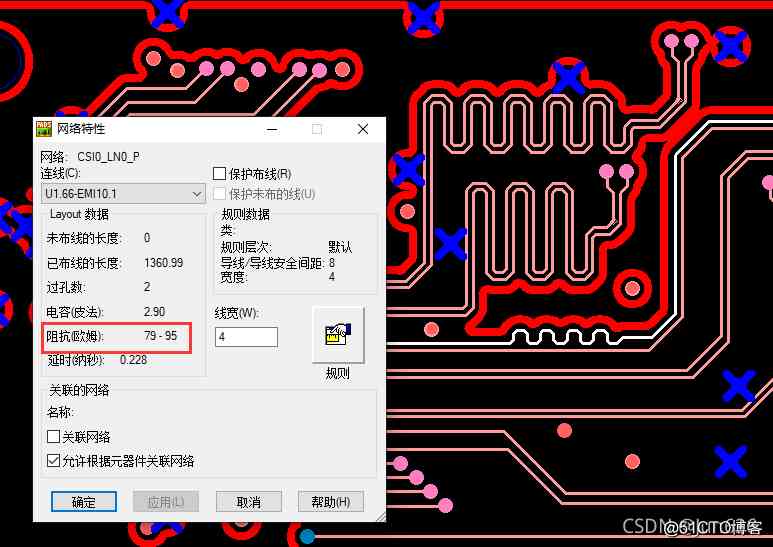 网络特性
网络: CSI0_LN0_P
连线(C):
U1.66-EMI10.1
保护布线(R)
保护未布的线(U)
Layout 数据
未布线的长度: 0
已布线的长度: 1360.99
过孔数: 2
电容(皮法): 2.90
阻抗(欧姆): 79 - 95
延时(纳秒): 0.228
规则数据
类:
规则层次: 默认
导线/导线安全间距: 8
宽度: 4
线宽(W):
4
规则
关联的网络
名称:
关联网络
允许根据元器件关联网络
确定
应用(L)
取消
帮助(H)
@51CTO博客